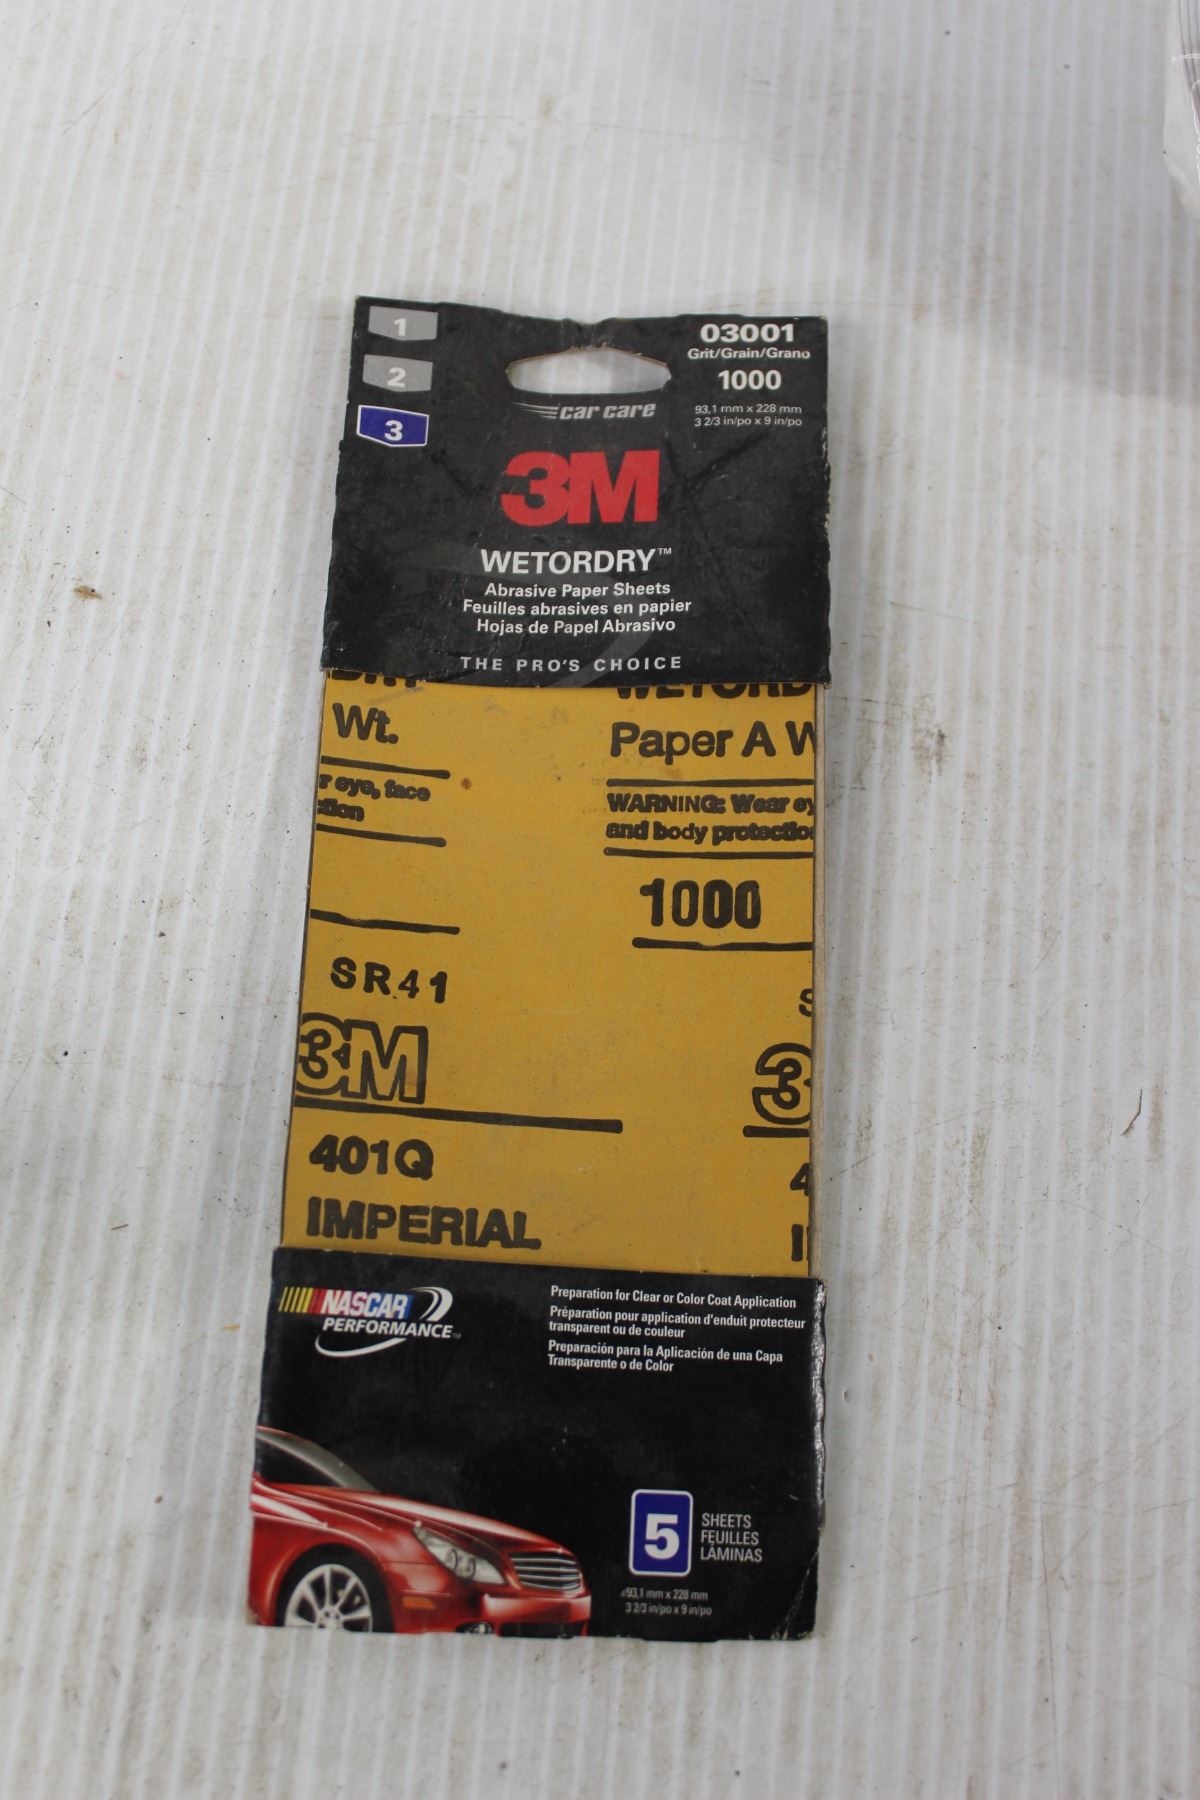 1
2
3
03001
Grit/Grain/Grano
1000
93,1 mm x 228 mm
3 2/3 in/po x 9 in/po
car care
3M
WETORDRY™
Abrasive Paper Sheets
Feuilles abrasives en papier
Hojas de Papel Abrasivo
THE PRO'S CHOICE
Wt.
eye, face
Paper A W
WARNING: Wear ey
and body protectio
1000
SR41
3M
3
401Q
IMPERIAL
NASCAR
PERFORMANCE™
Preparation for Clear or Color Coat Application
Préparation pour application d'enduit protecteur
transparent ou de couleur
Preparación para la Aplicación de una Capa
Transparente o de Color
5
SHEETS
FEUILLES
LÁMINAS
93,1 mm x 228 mm
3 2/3 in/po x 9 in/po